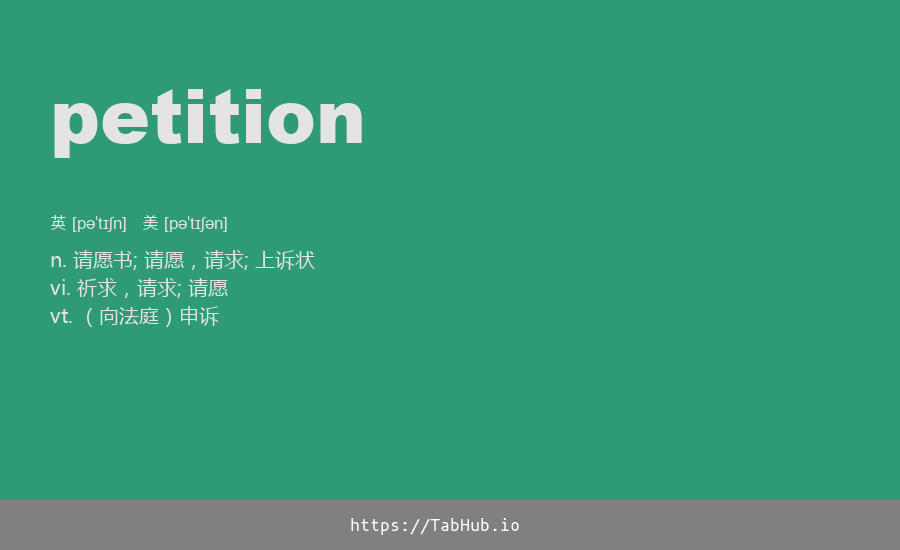 petition
英 [pə'tɪʃn] 美 [pə'tɪʃən]
n. 请愿书; 请愿，请求; 上诉状
vi. 祈求，请求; 请愿
vt. （向法庭）申诉
https://TabHub.io